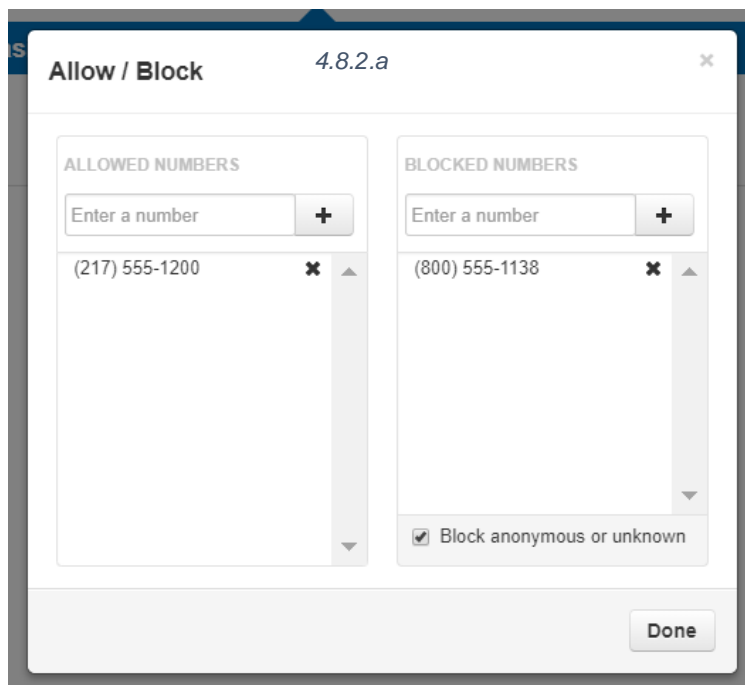 as
Allow / Block
4.8.2.a
×
ALLOWED NUMBERS
Enter a number
+
(217) 555-1200
✖
BLOCKED NUMBERS
Enter a number
+
(800) 555-1138
✖
Block anonymous or unknown
Done